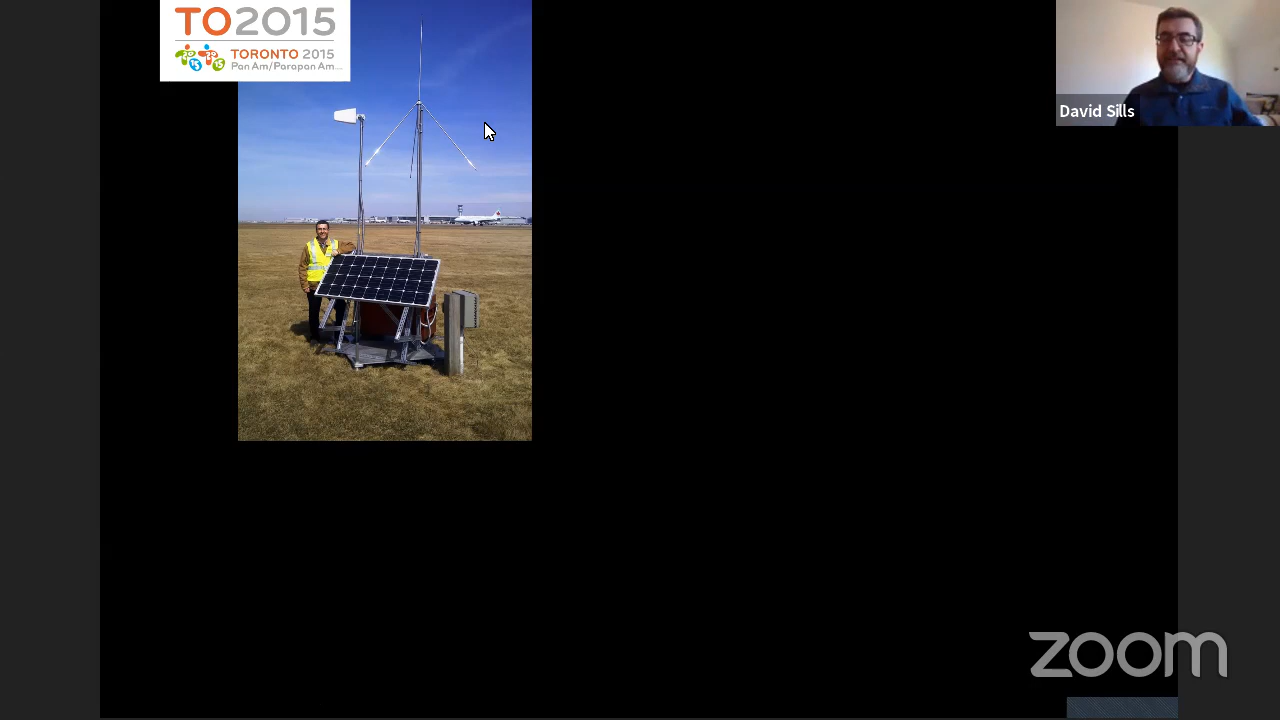 TO2015
TORONTO 2015
Pan Am/Parapan Am
David Sills
zoom